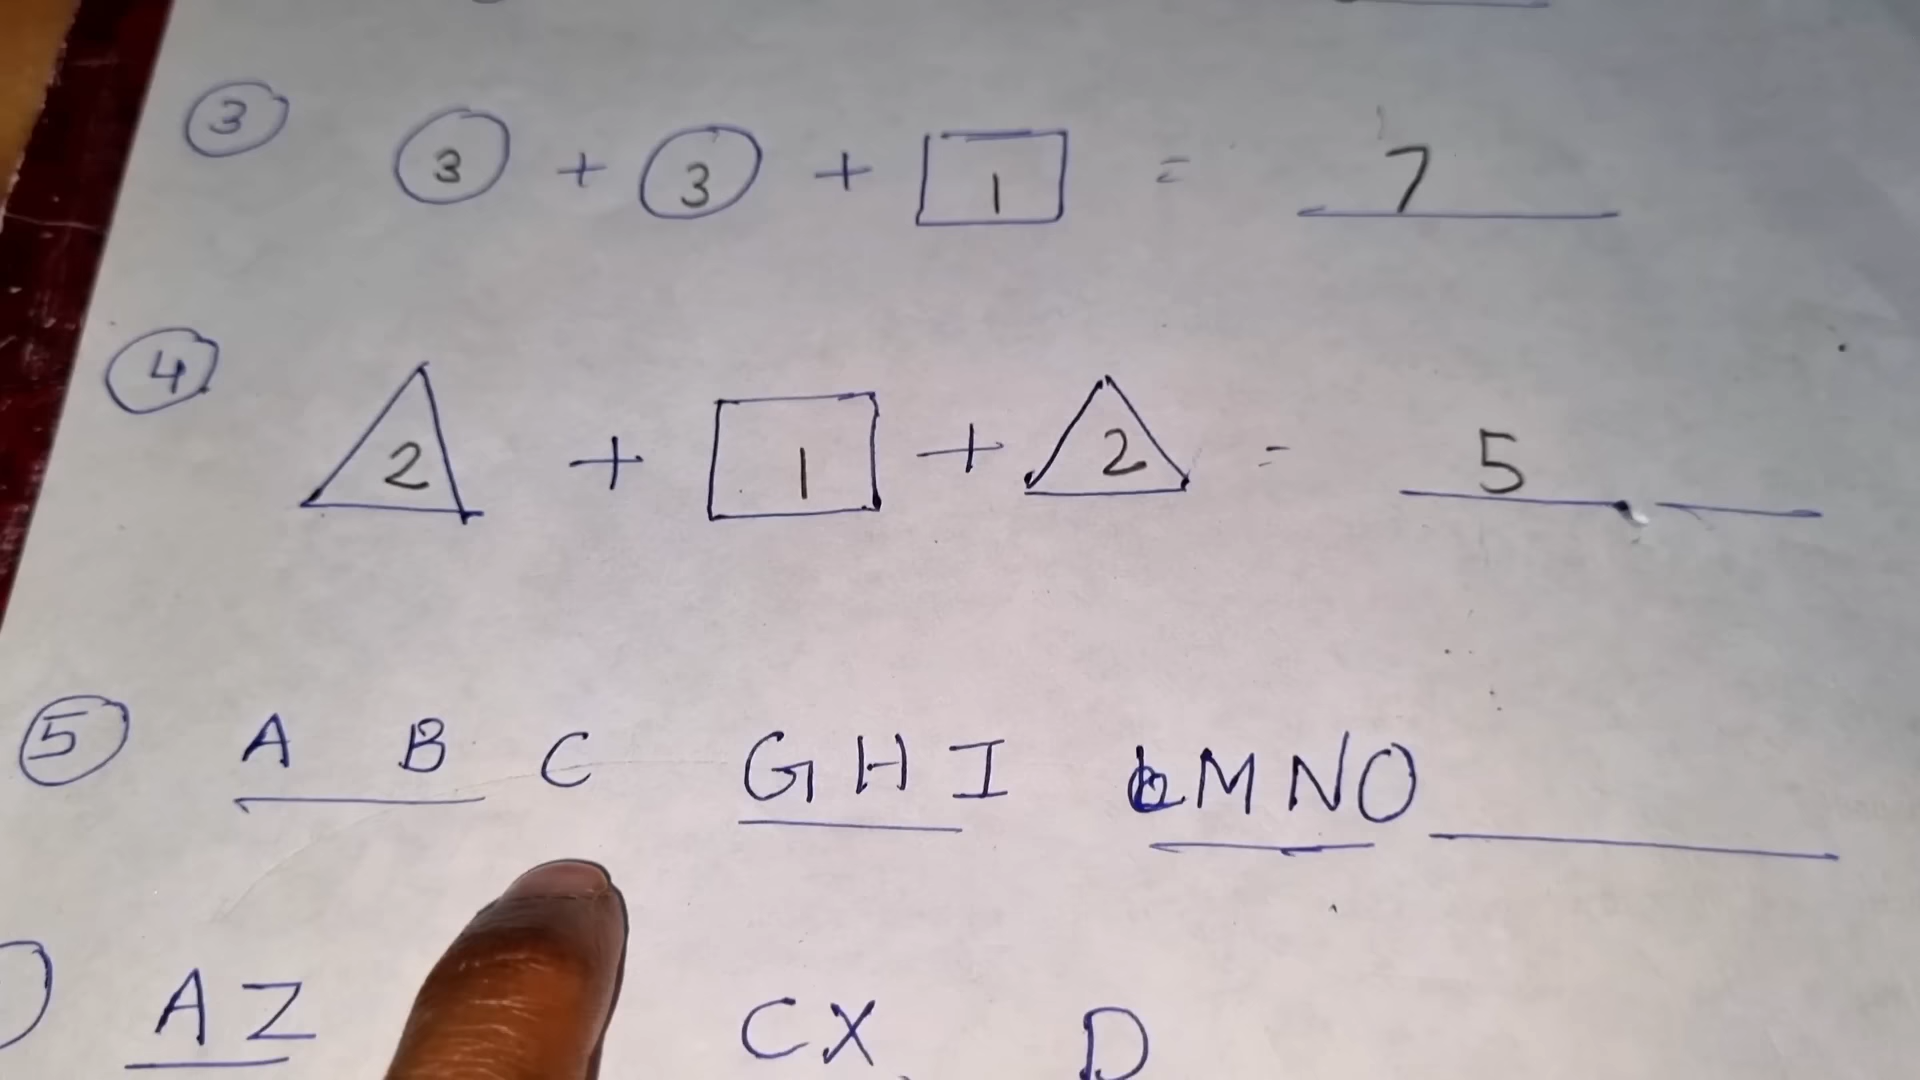 3 3 + 3 + 1 = 7
4 2 + 1 + 2 = 5
5 A B C GHI MNO
AZ CX D